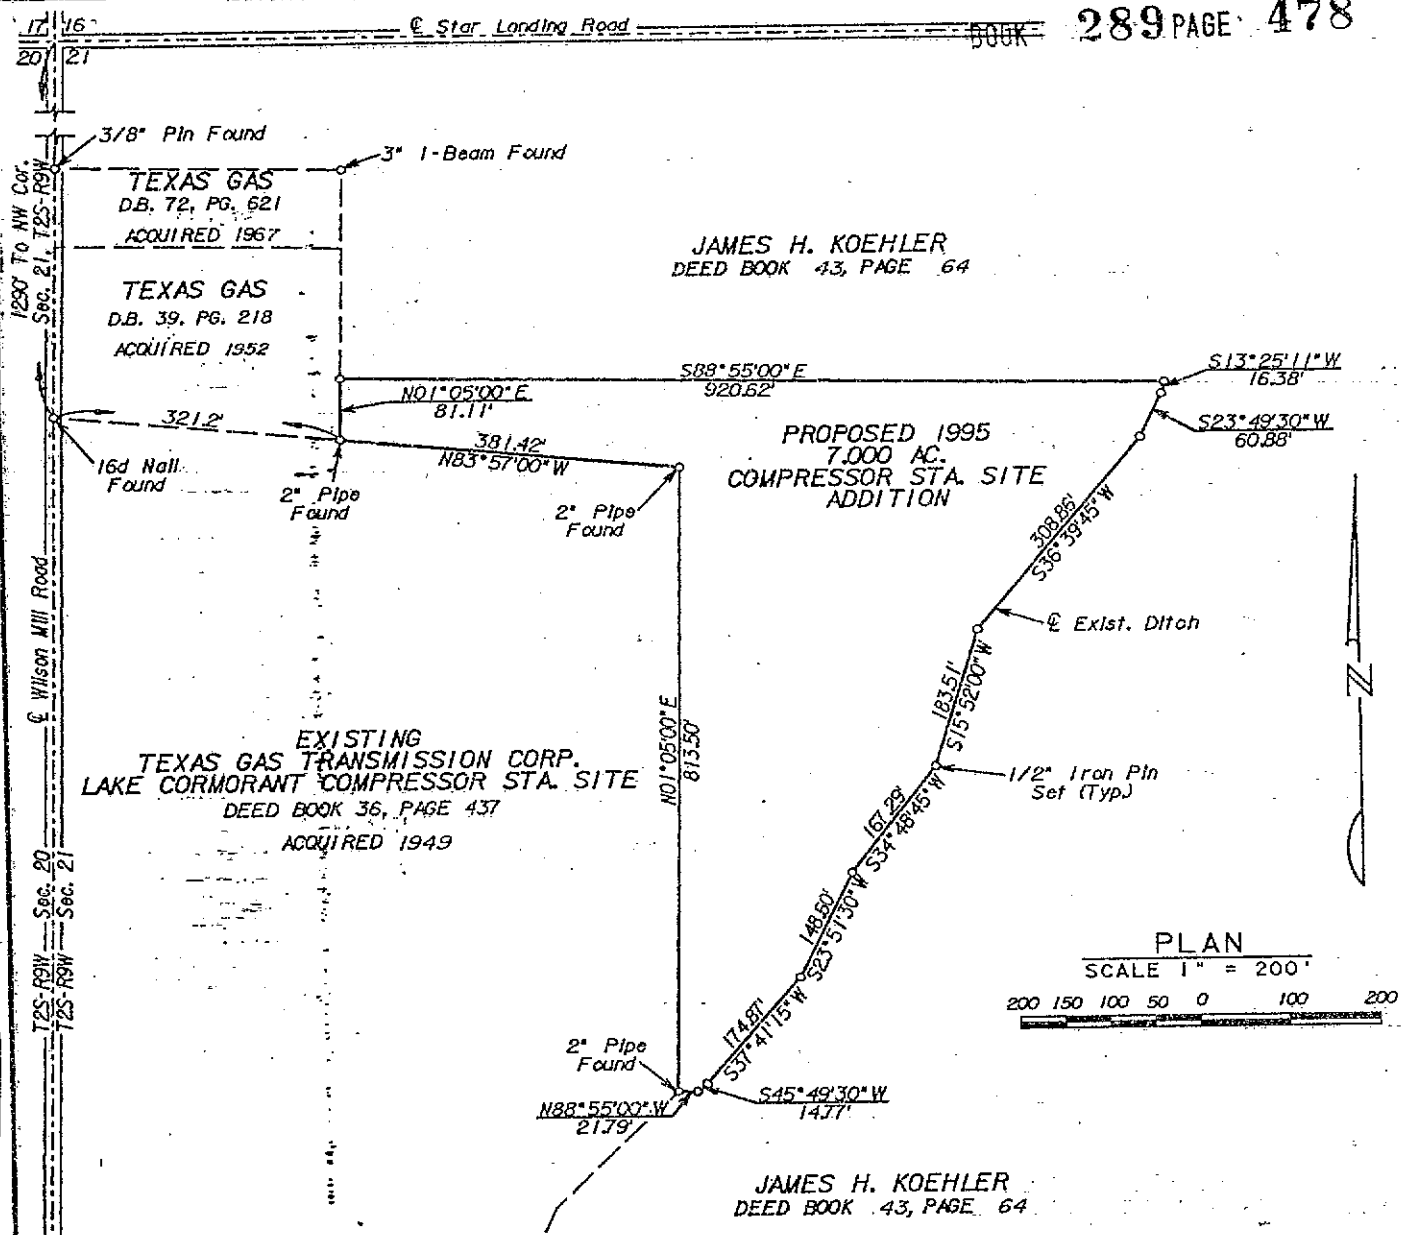 BOOK 289 PAGE 478
17 16
20 21
℄ Star Landing Road
3/8" Pin Found
3" I-Beam Found
1290' To NW Cor.
Sec. 21, T2S-R9W
TEXAS GAS
D.B. 72, PG. 621
ACQUIRED 1967
JAMES H. KOEHLER
DEED BOOK 43, PAGE 64
TEXAS GAS
D.B. 39, PG. 218
ACQUIRED 1952
S88°55'00"E
920.62'
S13°25'11"W
16.38'
N01°05'00"E
81.11'
S23°49'30"W
60.88'
321.2'
381.42'
N83°57'00"W
PROPOSED 1995
7.000 AC.
COMPRESSOR STA. SITE
ADDITION
16d Nail
Found
2" Pipe
Found
2" Pipe
Found
308.86'
S36°39'45"W
℄ Exist. Ditch
℄ Wilson Mill Road
183.51'
S15°52'00"W
N01°05'00"E
813.50'
EXISTING
TEXAS GAS TRANSMISSION CORP.
LAKE CORMORANT COMPRESSOR STA. SITE
DEED BOOK 36, PAGE 437
ACQUIRED 1949
1/2" Iron Pin
Set (Typ.)
167.29'
S34°48'45"W
148.60'
S23°51'30"W
T2S-R9W Sec. 20
T2S-R9W Sec. 21
PLAN
SCALE 1" = 200'
200 150 100 50 0 100 200
174.87'
S37°41'15"W
2" Pipe
Found
N88°55'00"W
21.79'
S45°49'30"W
14.77'
N
JAMES H. KOEHLER
DEED BOOK 43, PAGE 64